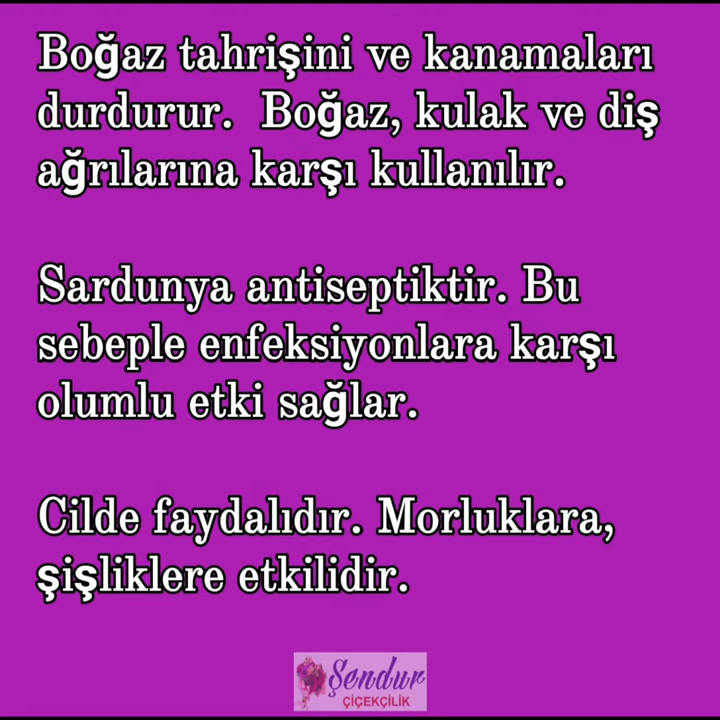 Boğaz tahrişini ve kanamaları
durdurur. Boğaz, kulak ve diş
ağrılarına karşı kullanılır.
Sardunya antiseptiktir. Bu
sebeple enfeksiyonlara karşı
olumlu etki sağlar.
Cilde faydalıdır. Morluklara,
şişliklere etkilidir.
Şendur
ÇİÇEKÇİLİK